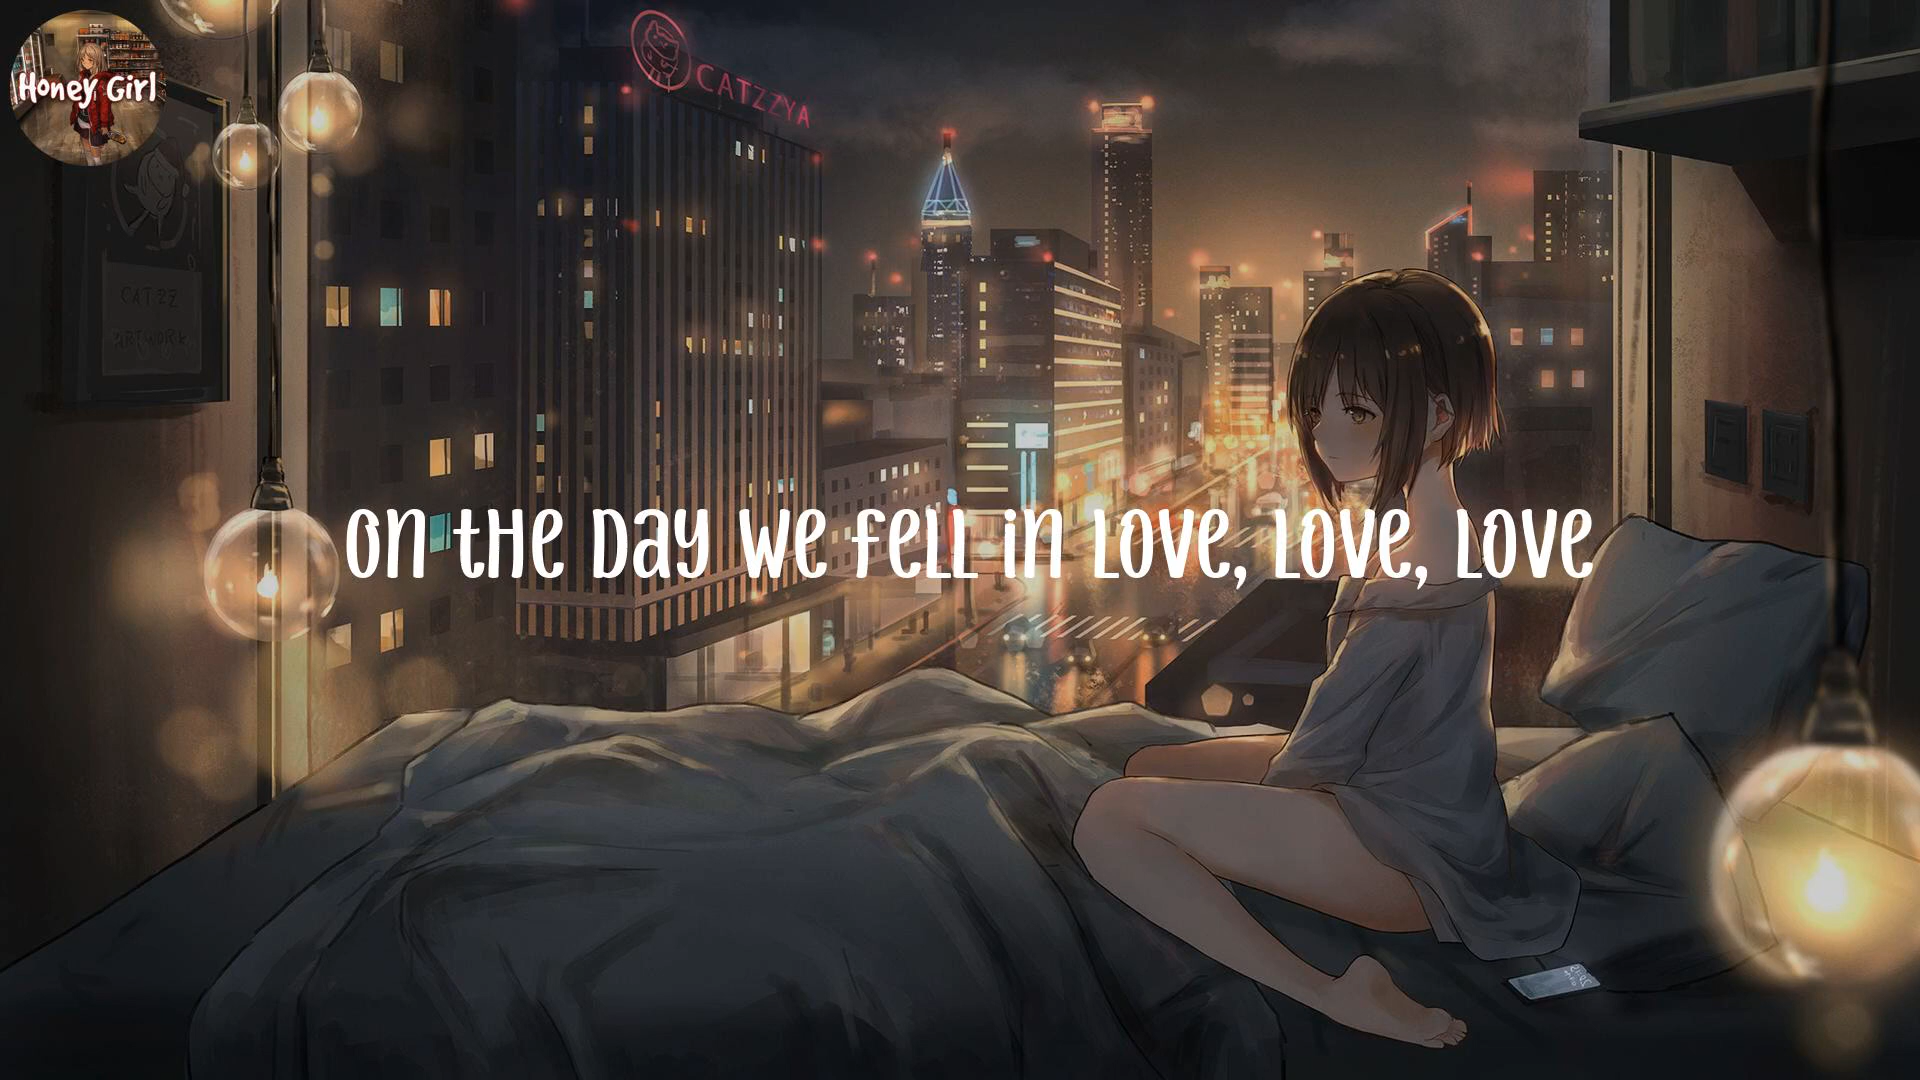 Honey Girl
CATZZYA
CATZZ
ARTWORK
on the Day we fell in Love, Love, Love